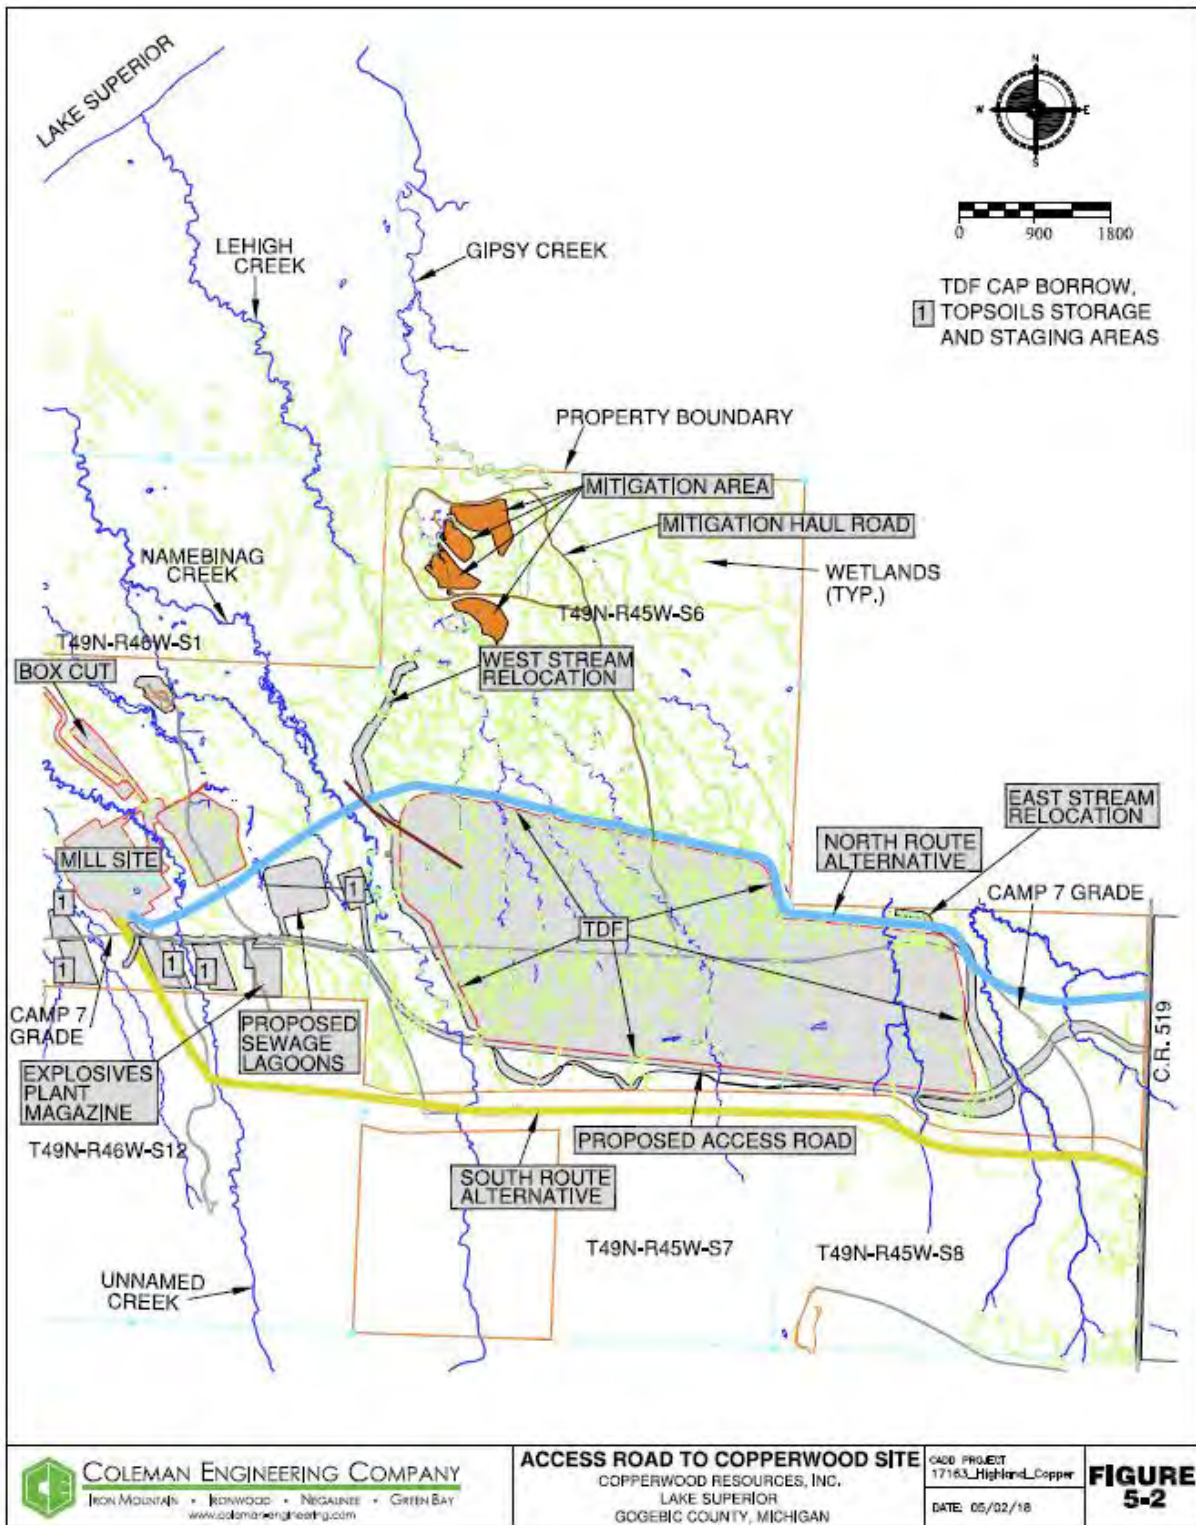 LAKE SUPERIOR
N
W
E
S
0 900 1800
TDF CAP BORROW,
1 TOPSOILS STORAGE
AND STAGING AREAS
LEHIGH
CREEK
GIPSY CREEK
PROPERTY BOUNDARY
MITIGATION AREA
MITIGATION HAUL ROAD
NAMEBINAG
CREEK
WETLANDS
(TYP.)
T49N-R45W-S6
T49N-R46W-S1
BOX CUT
WEST STREAM
RELOCATION
EAST STREAM
RELOCATION
NORTH ROUTE
ALTERNATIVE
MILL SITE
CAMP 7 GRADE
1
1
TDF
1
1
1
CAMP 7
GRADE
PROPOSED
SEWAGE
LAGOONS
C.R. 519
EXPLOSIVES
PLANT
MAGAZINE
T49N-R46W-S12
PROPOSED ACCESS ROAD
SOUTH ROUTE
ALTERNATIVE
T49N-R45W-S7
T49N-R45W-S8
UNNAMED
CREEK
COLEMAN ENGINEERING COMPANY
IRON MOUNTAIN • IRONWOOD • NEGAUNEE • GREEN BAY
www.coleman-engineering.com
ACCESS ROAD TO COPPERWOOD SITE
COPPERWOOD RESOURCES, INC.
LAKE SUPERIOR
GOGEBIC COUNTY, MICHIGAN
CADD PROJECT
17163_Highland_Copper
DATE: 05/02/18
FIGURE
5-2